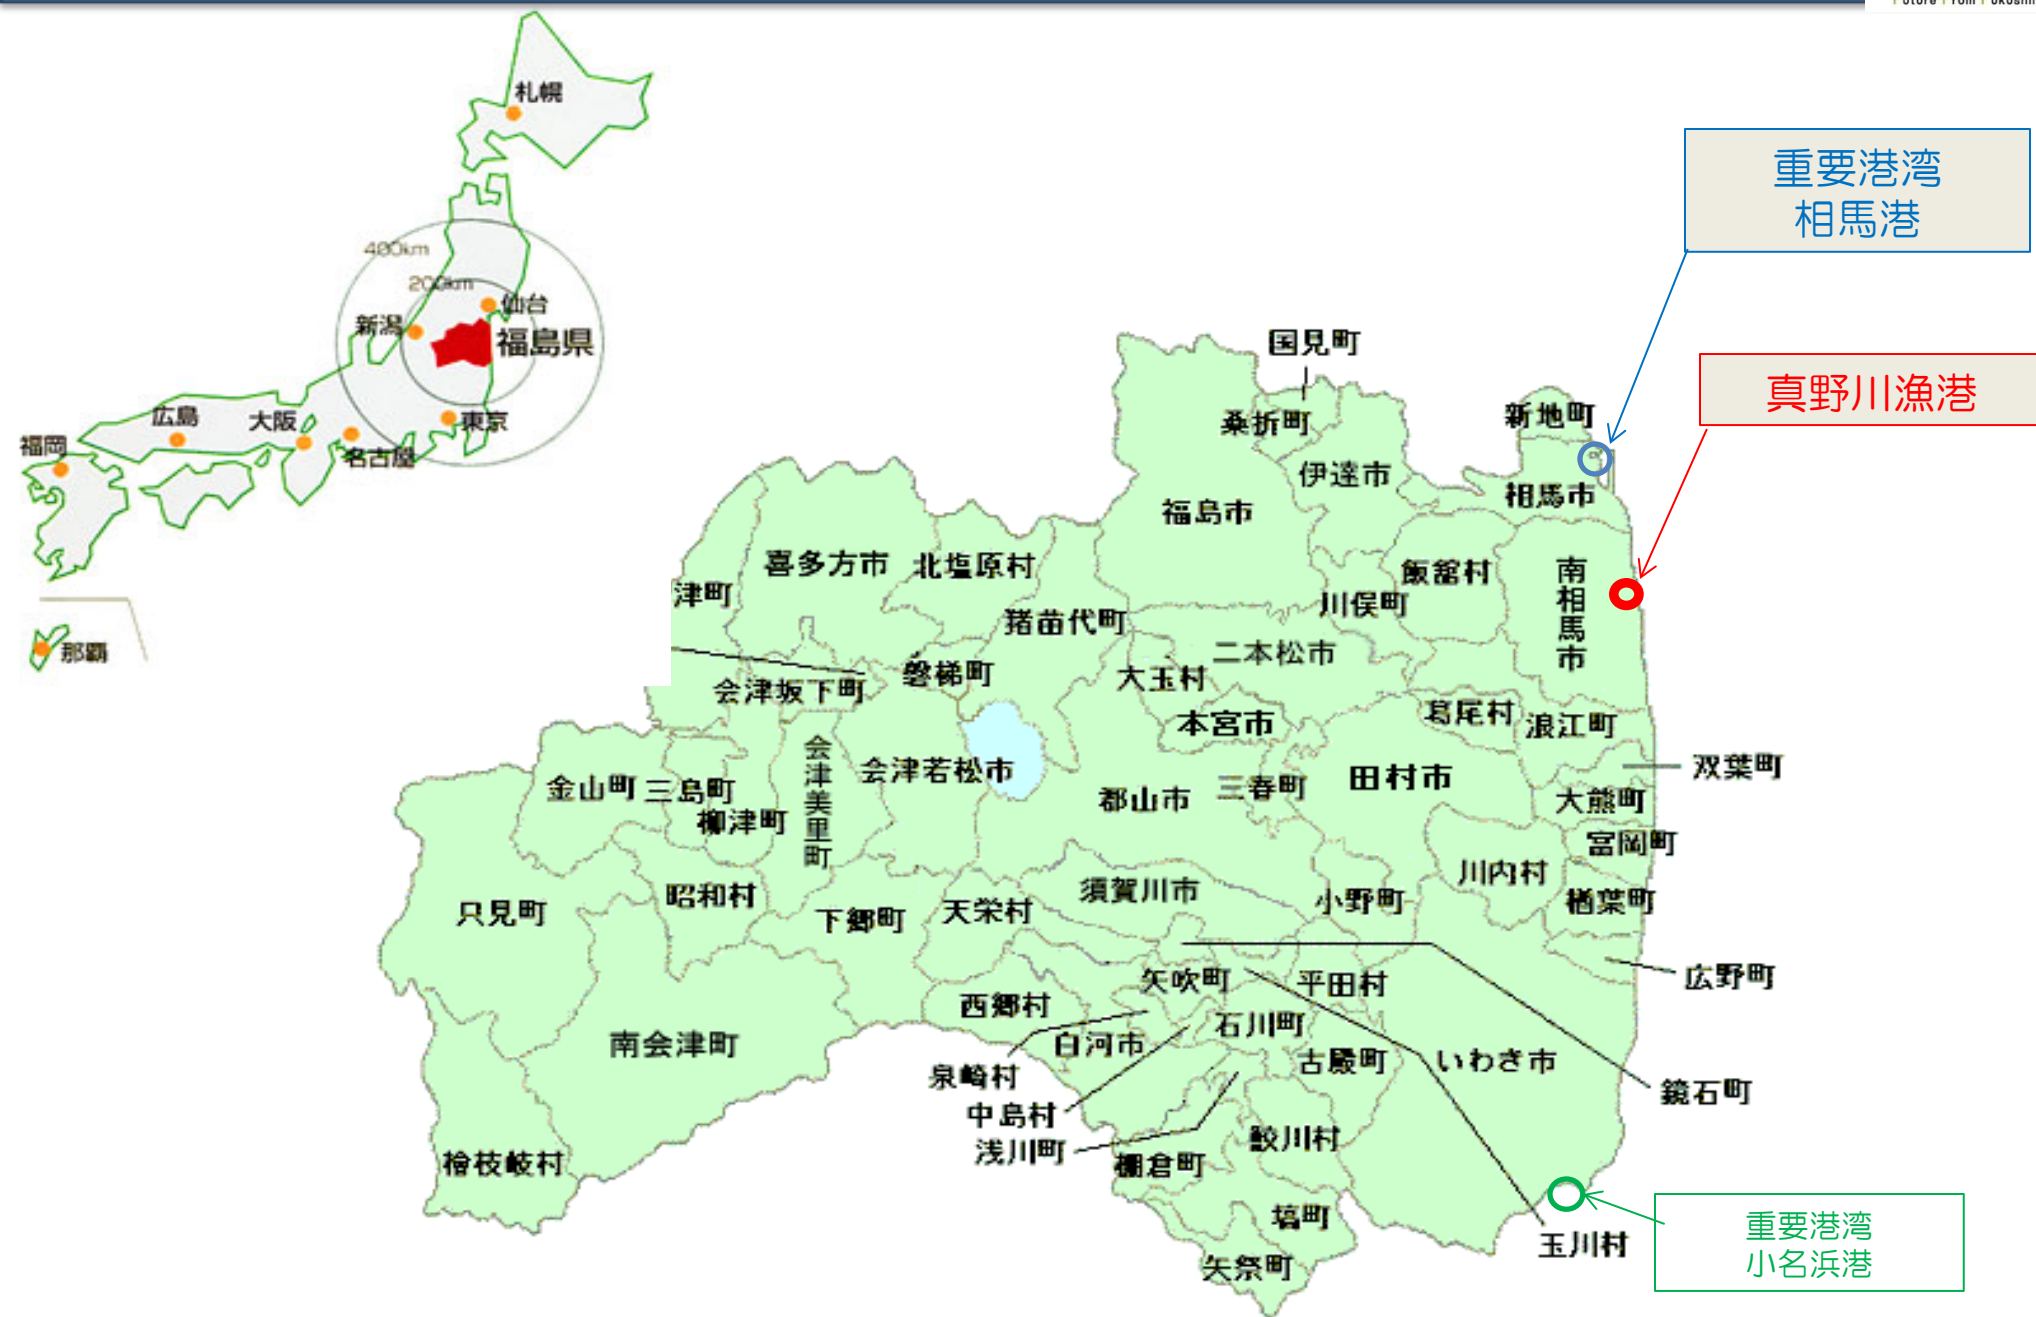 Future From Fukushi
札幌
400km
200km
仙台
新潟
福島県
広島
大阪
東京
福岡
名古屋
那覇
重要港湾
相馬港
真野川漁港
国見町
桑折町
新地町
伊達市
相馬市
福島市
喜多方市
北塩原村
飯舘村
南相馬市
津町
川俣町
猪苗代町
二本松市
磐梯町
大玉村
会津坂下町
本宮市
葛尾村
浪江町
会津美里町
会津若松市
双葉町
金山町
三島町
郡山市
三春町
田村市
大熊町
柳津町
富岡町
川内村
須賀川市
昭和村
小野町
楢葉町
只見町
下郷町
天栄村
矢吹町
平田村
広野町
西郷村
石川町
南会津町
白河市
古殿町
いわき市
泉崎村
鏡石町
中島村
浅川町
鮫川村
檜枝岐村
棚倉町
塙町
玉川村
矢祭町
重要港湾
小名浜港